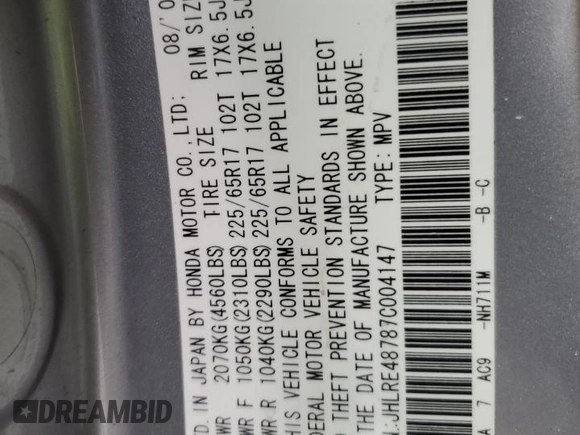 D. IN JAPAN BY HONDA MOTOR CO., LTD; 08/'0
WR 2070KG(4560LBS) TIRE SIZE RIM SIZ
WR F 1050KG(2310LBS) 225/65R17 102T 17X6.5J
WR R 1040KG(2290LBS) 225/65R17 102T 17X6.5J
HIS VEHICLE CONFORMS TO ALL APPLICABLE
DERAL MOTOR VEHICLE SAFETY
THEFT PREVENTION STANDARDS IN EFFECT
THE DATE OF MANUFACTURE SHOWN ABOVE.
N:JHLRE48787C004147 TYPE: MPV
A 7 AC9 -NH711M -B -C
DREAMBID